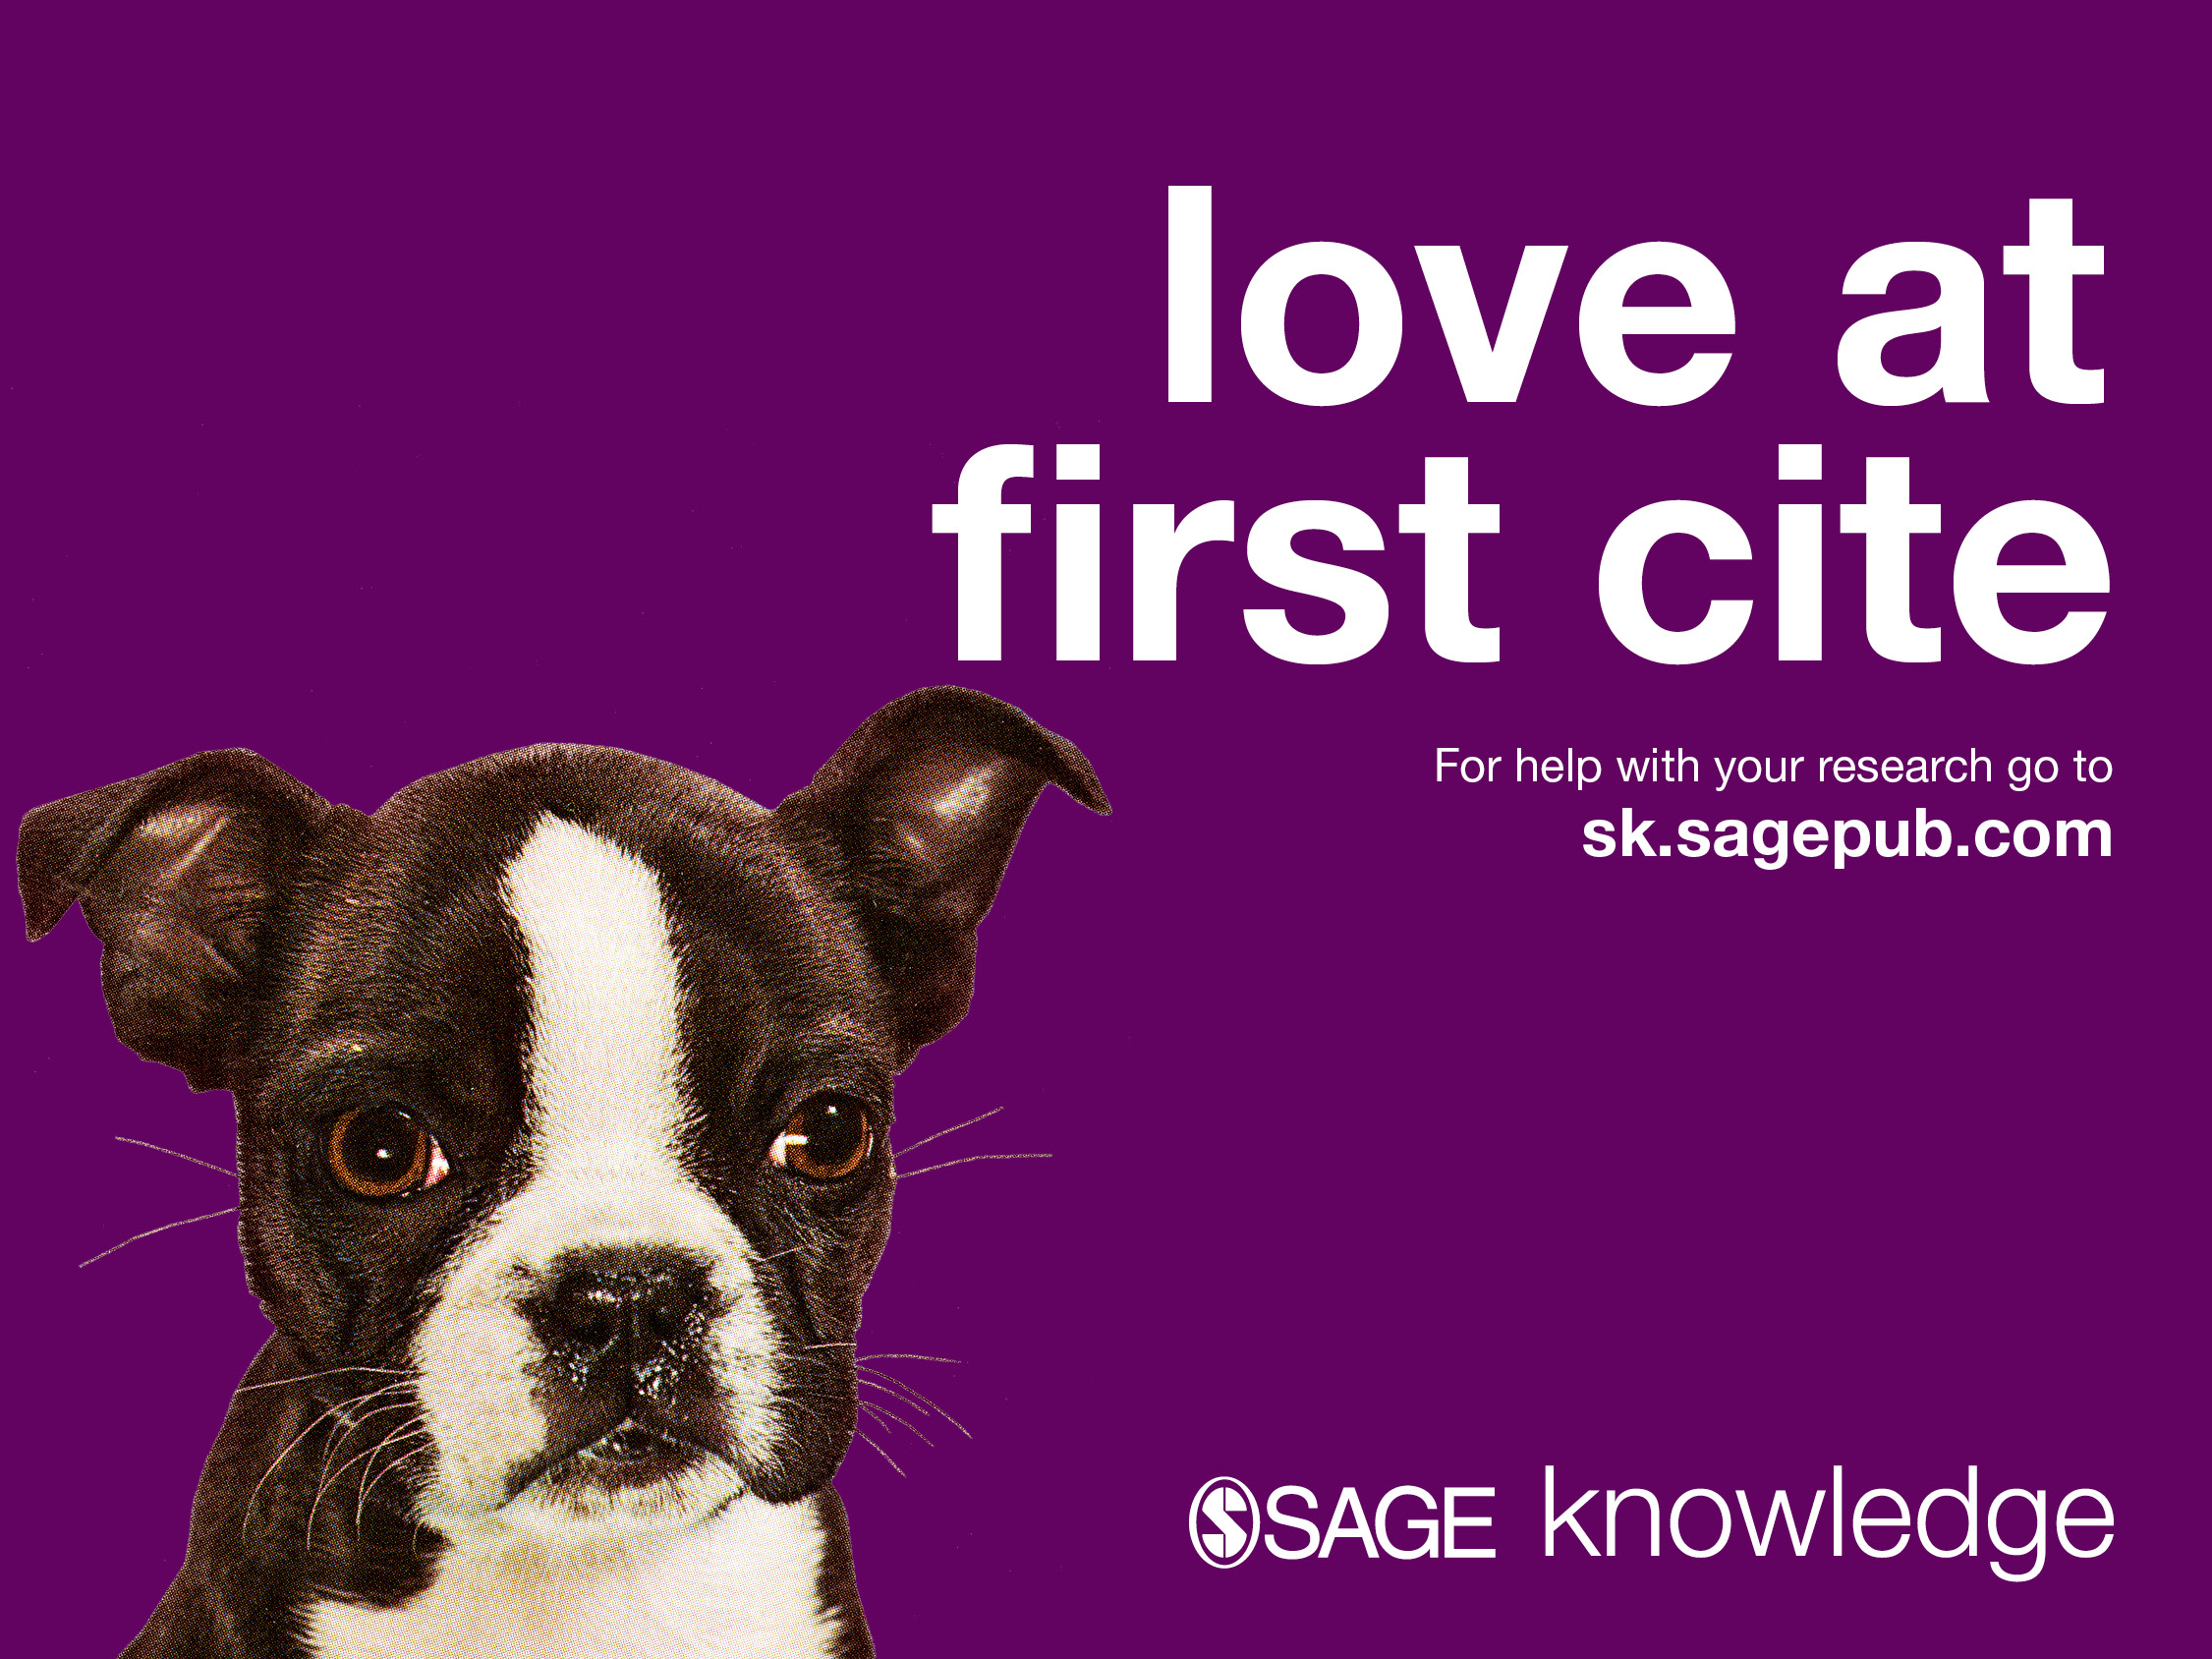 love at
first cite
For help with your research go to
sk.sagepub.com
SAGE knowledge